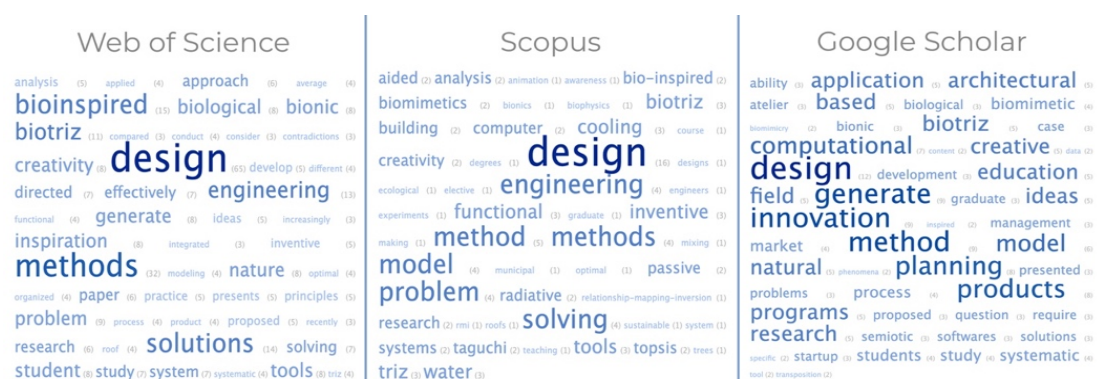 Web of Science
analysis (5) applied (4) approach (6) average (4)
bioinspired (15) biological (8) bionic (8)
biotriz (11) compared (3) conduct (4) consider (3) contradictions (3)
creativity (8) design (65) develop (5) different (4)
directed (7) effectively (7) engineering (13)
functional (4) generate (8) ideas (5) increasingly (3)
inspiration (8) integrated (3) inventive (5)
methods (32) modeling (4) nature (8) optimal (4)
organized (4) paper (6) practice (5) presents (5) principles (5)
problem (9) process (4) product (4) proposed (5) recently (3)
research (6) roof (4) solutions (14) solving (7)
student (8) study (7) system (7) systematic (4) tools (8) triz (4)
Scopus
aided (2) analysis (2) animation (1) awareness (1) bio-inspired (2)
biomimetics (2) bionics (1) biophysics (1) biotriz (3)
building (2) computer (2) cooling (3) course (1)
creativity (2) degrees (1) design (16) designs (1)
ecological (1) elective (1) engineering (4) engineers (1)
experiments (1) functional (3) graduate (1) inventive (3)
making (1) method (5) methods (4) mixing (1)
model (4) municipal (1) optimal (1) passive (2)
problem (4) radiative (2) relationship-mapping-inversion (1)
research (2) rmi (1) roofs (1) solving (4) sustainable (1) system (1)
systems (2) taguchi (2) teaching (1) tools (3) topsis (2) trees (1)
triz (3) water (3)
Google Scholar
ability (3) application (5) architectural (5)
atelier (3) based (5) biological (3) biomimetic (4)
biomimicry (2) bionic (3) biotriz (5) case (3)
computational (7) content (2) creative (5) data (2)
design (12) development (3) education (5)
field (5) generate (9) graduate (3) ideas (5)
innovation (9) inspired (2) management (3)
market (4) method (9) model (6)
natural (5) phenomena (2) planning (8) presented (3)
problems (3) process (4) products (8)
programs (5) proposed (3) question (3) require (3)
research (5) semiotic (3) softwares (3) solutions (3)
specific (2) startup (3) students (4) study (4) systematic (4)
tool (2) transposition (2)